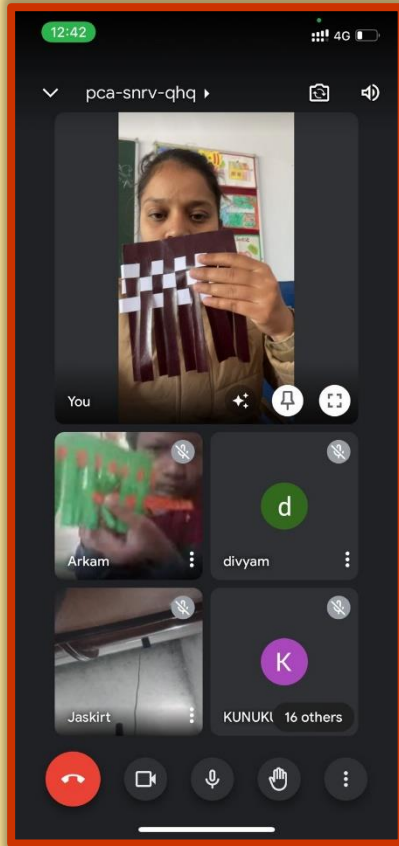 12:42
4G
pca-snrv-qhq
You
Arkam
divyam
d
Jaskirt
KUNUKU
K
16 others